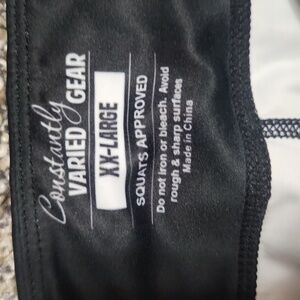 Constantly
VARIED GEAR
XX-LARGE
SQUATS APPROVED
Do not iron or bleach. Avoid
rough & sharp surfaces
Made in China